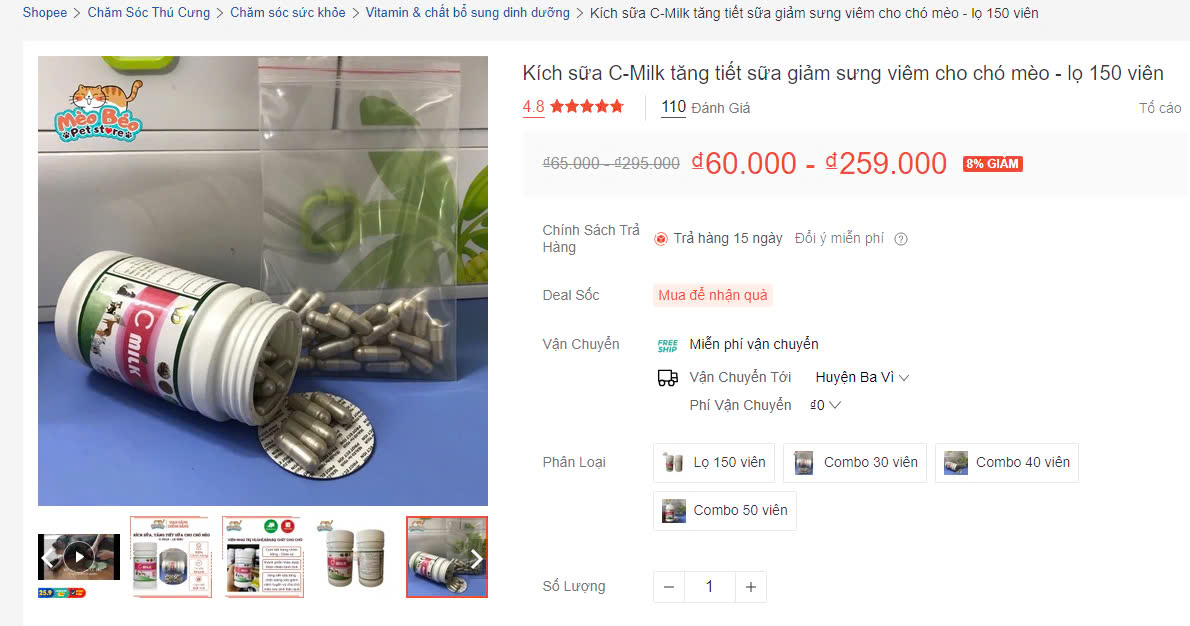 Shopee > Chăm Sóc Thú Cưng > Chăm sóc sức khỏe > Vitamin & chất bổ sung dinh dưỡng > Kích sữa C-Milk tăng tiết sữa giảm sưng viêm cho chó mèo - lọ 150 viên
Mèo Béo
Pet store
C MILK
Kích sữa C-Milk tăng tiết sữa giảm sưng viêm cho chó mèo - lọ 150 viên
4.8
110 Đánh Giá
Tố cáo
₫65.000 - ₫295.000 ₫60.000 - ₫259.000 8% GIẢM
Chính Sách Trả
Hàng
Trả hàng 15 ngày Đổi ý miễn phí ?
Deal Sốc
Mua để nhận quà
Vận Chuyển
FREE
SHIP
Miễn phí vận chuyển
Vận Chuyển Tới Huyện Ba Vì
Phí Vận Chuyển ₫0
Phân Loại
Lọ 150 viên Combo 30 viên Combo 40 viên
Combo 50 viên
Số Lượng
− 1 +
25.9